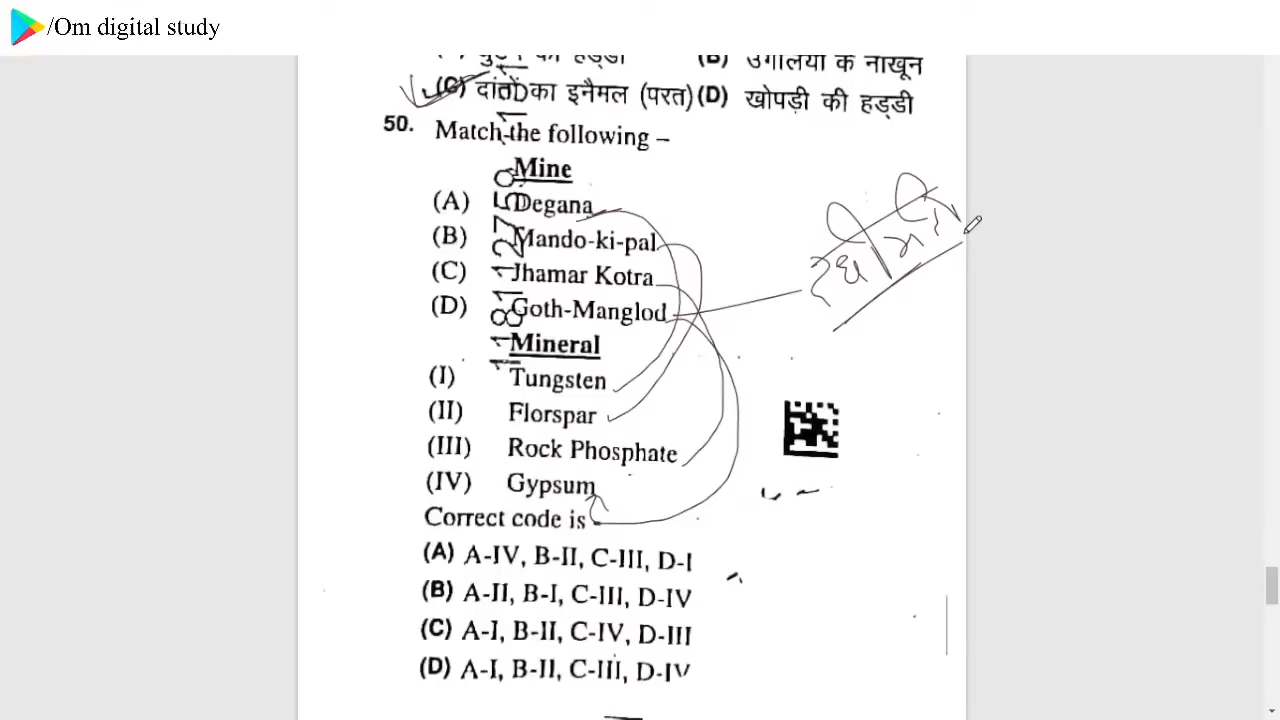 /Om digital study
(B) उंगलियों के नाखून
(C) दांतों का इनैमल (परत) (D) खोपड़ी की हड्डी
50. Match the following –
Mine
(A) Degana
(B) Mando-ki-pal
(C) Jhamar Kotra
(D) Goth-Manglod
Mineral
(I) Tungsten
(II) Florspar
(III) Rock Phosphate
(IV) Gypsum
Correct code is –
(A) A-IV, B-II, C-III, D-I
(B) A-II, B-I, C-III, D-IV
(C) A-I, B-II, C-IV, D-III
(D) A-I, B-II, C-III, D-IV